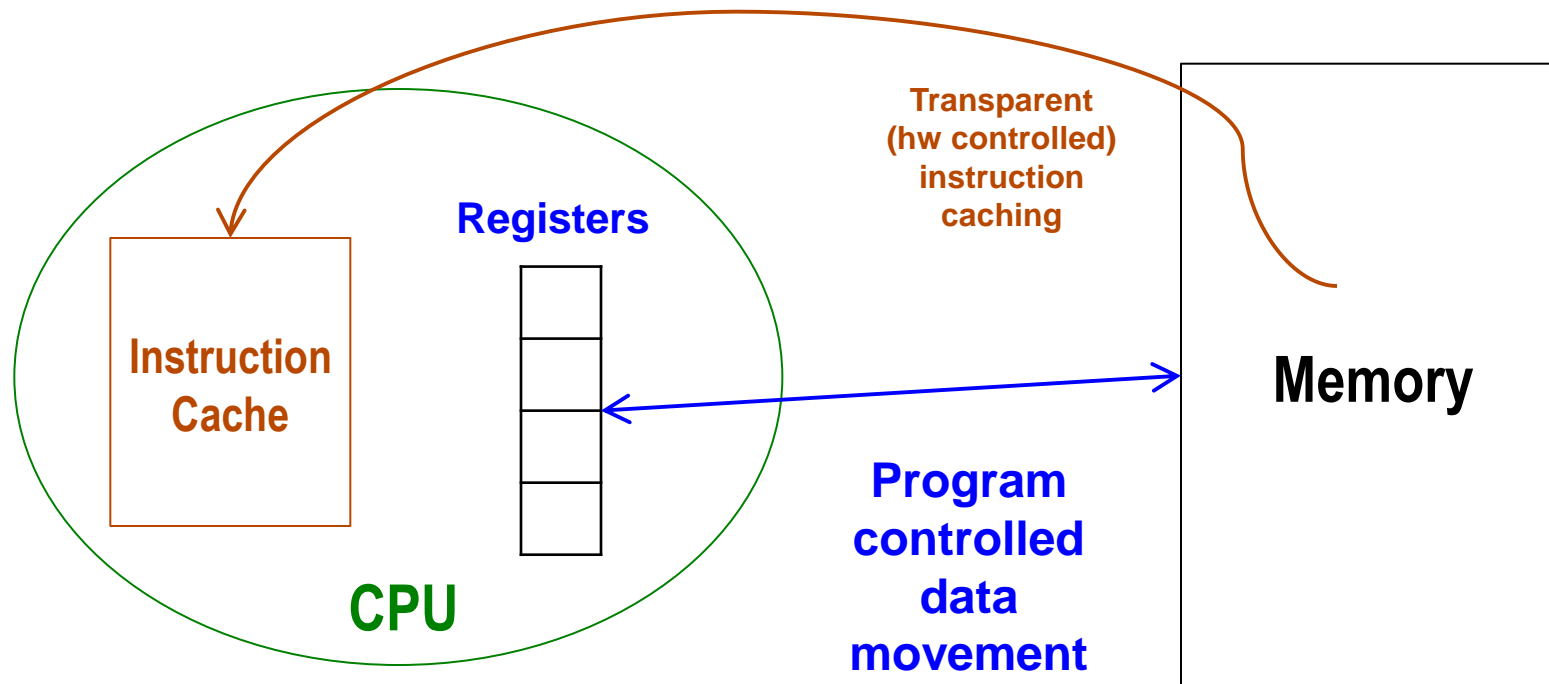 Transparent
(hw controlled)
instruction
caching
Registers
Instruction
Cache
Memory
Program
controlled
data
movement
CPU